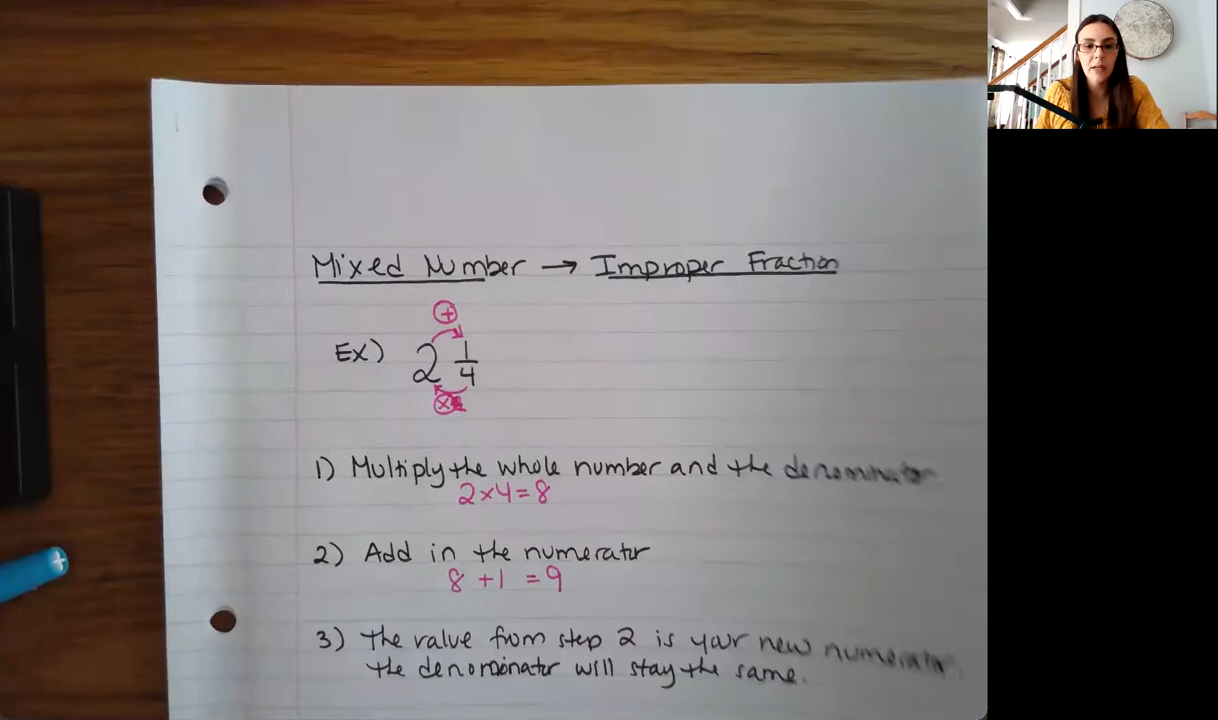 Mixed Number → Improper Fraction
+
Ex) 2 1/4
×
1) Multiply the whole number and the denominator
2×4=8
2) Add in the numerator
8 +1 =9
3) the value from step 2 is your new numerator.
the denominator will stay the same.